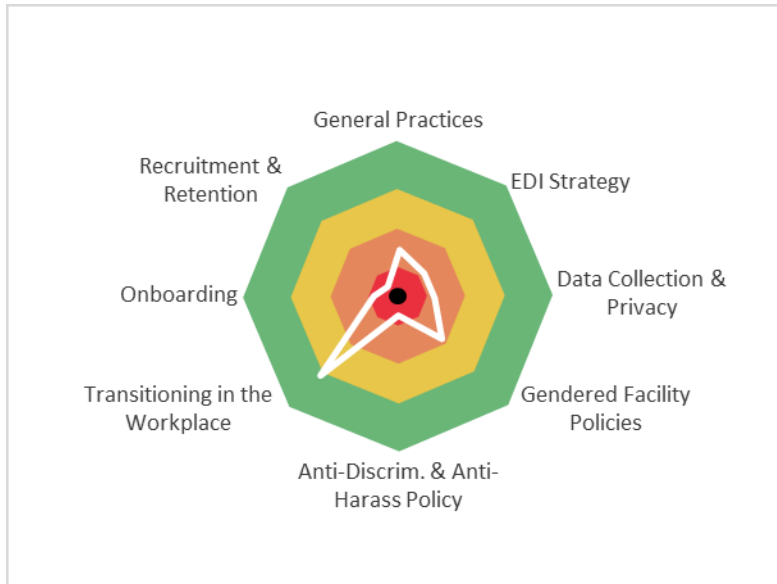 General Practices
Recruitment &
Retention
EDI Strategy
Onboarding
Data Collection &
Privacy
Transitioning in the
Workplace
Gendered Facility
Policies
Anti-Discrim. & Anti-
Harass Policy